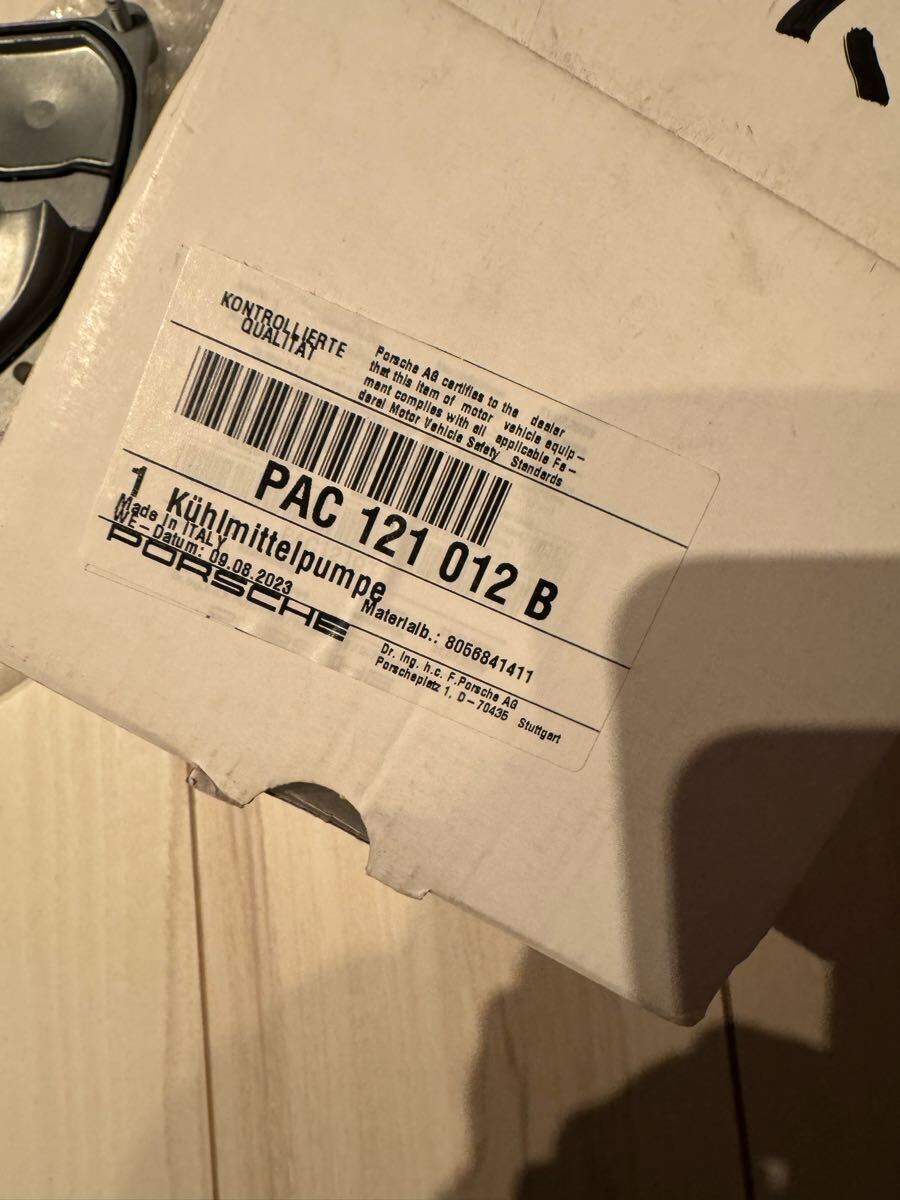 KONTROLLIERTE
QUALITÄT
Porsche AG certifies to the dealer
that this item of motor vehicle equip-
ment complies with all applicable Fe-
deral Motor Vehicle Safety Standards
PAC 121 012 B
1 Kühlmittelpumpe
Made in ITALY
WE-Datum: 09.08.2023
Materialb.: 8056841411
PORSCHE
Dr. Ing. h.c. F.Porsche AG
Porscheplatz 1, D-70435 Stuttgart